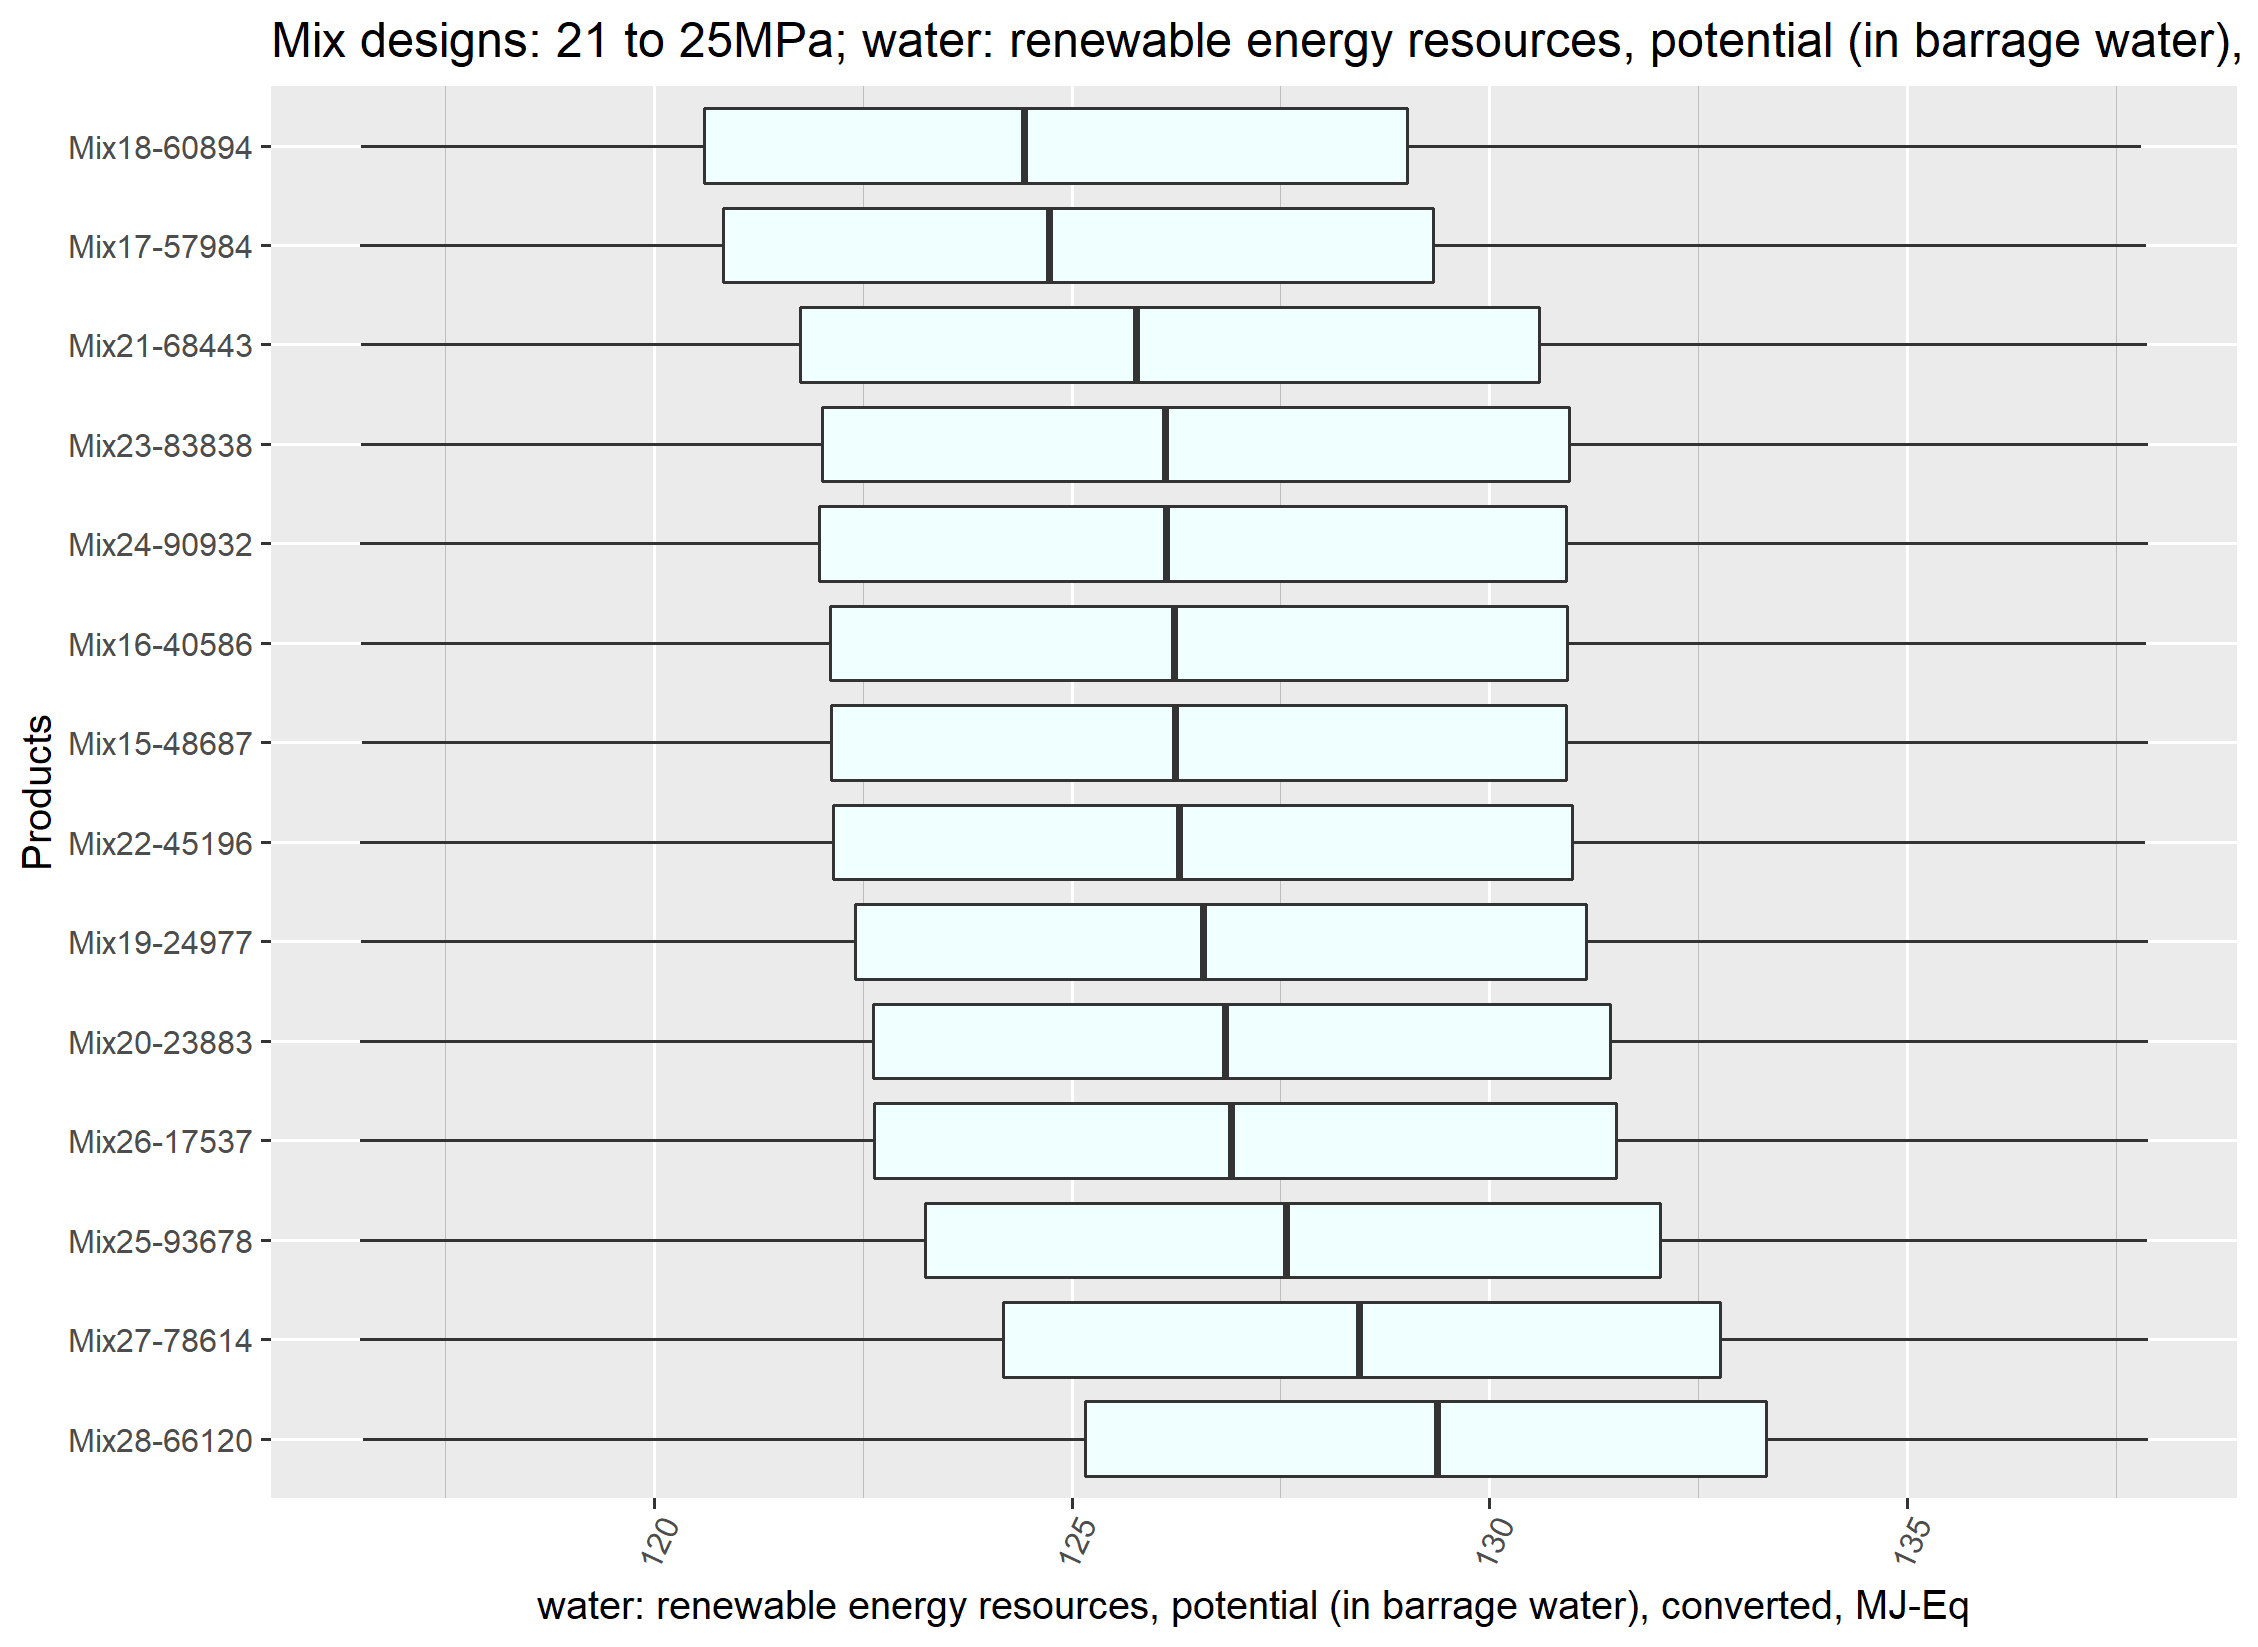 Mix designs: 21 to 25MPa; water: renewable energy resources, potential (in barrage water),
Products
Mix18-60894
Mix17-57984
Mix21-68443
Mix23-83838
Mix24-90932
Mix16-40586
Mix15-48687
Mix22-45196
Mix19-24977
Mix20-23883
Mix26-17537
Mix25-93678
Mix27-78614
Mix28-66120
120 125 130 135
water: renewable energy resources, potential (in barrage water), converted, MJ-Eq